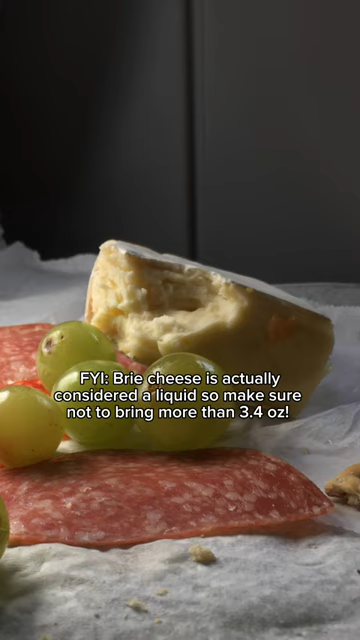 FYI: Brie cheese is actually
considered a liquid so make sure
not to bring more than 3.4 oz!